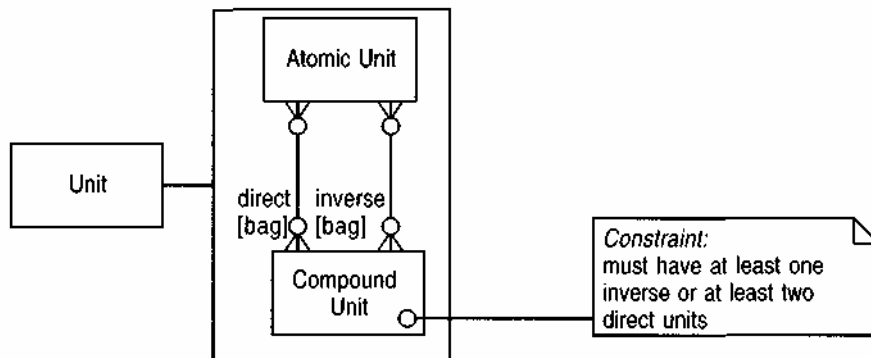 Atomic Unit
Unit
direct
[bag]
inverse
[bag]
Compound
Unit
Constraint:
must have at least one
inverse or at least two
direct units